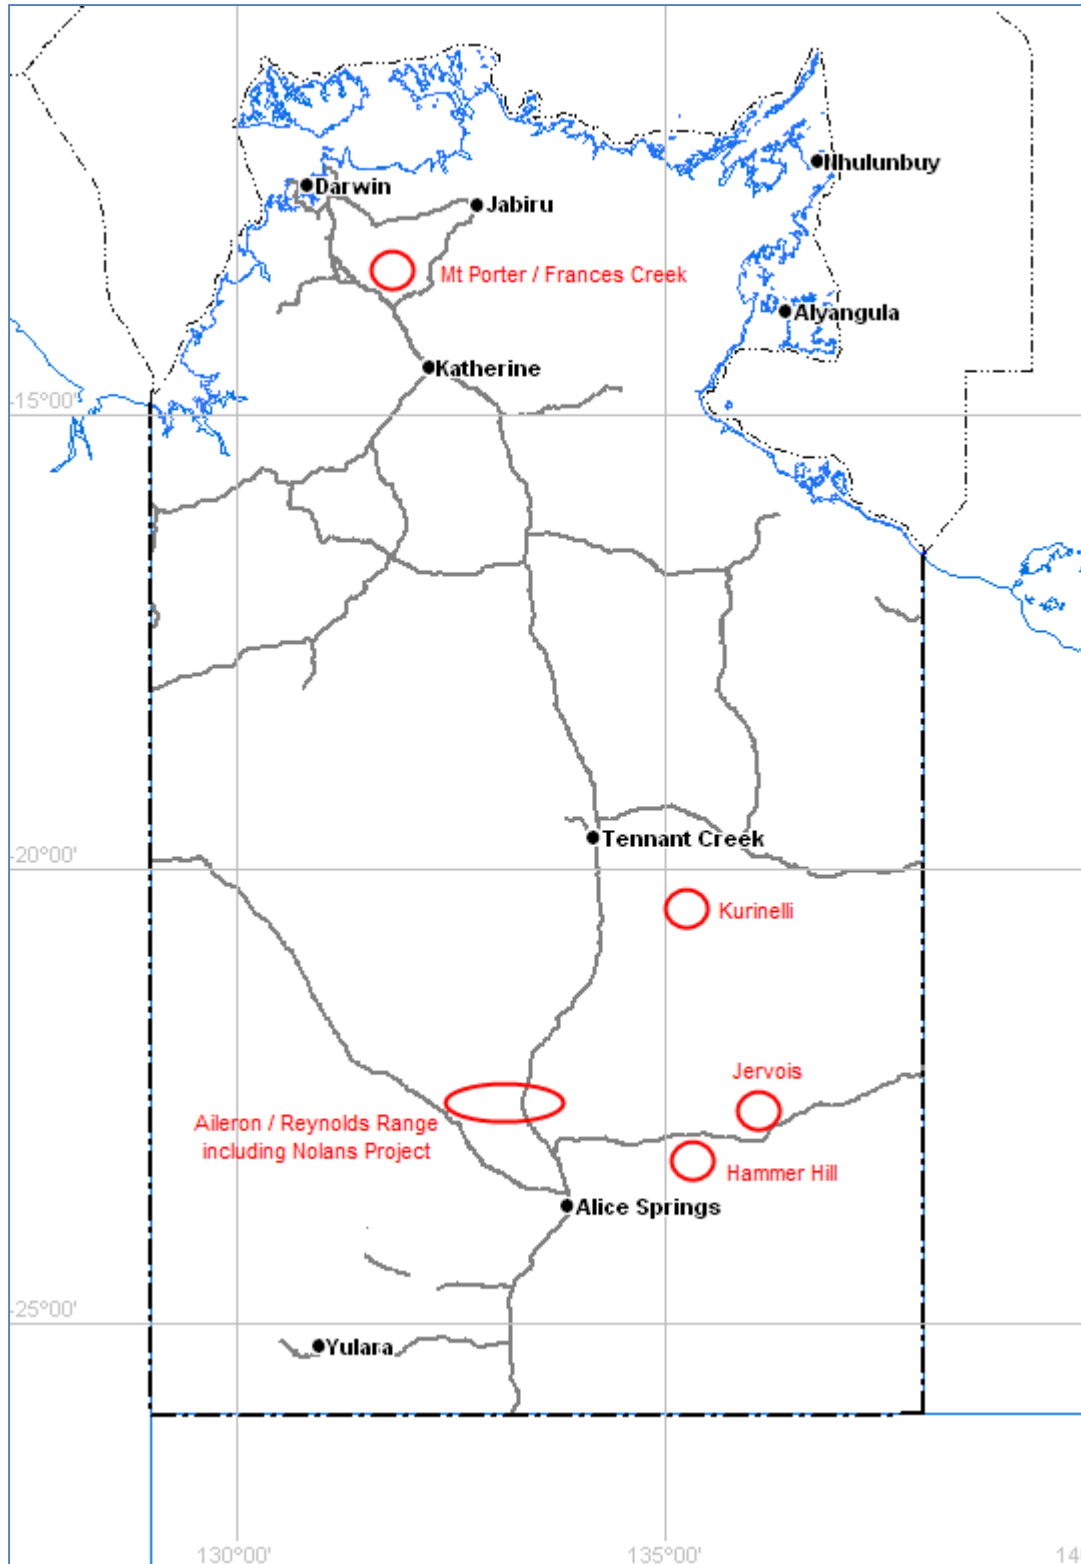 Nhulunbuy
Darwin
Jabiru
Mt Porter / Frances Creek
Alyangula
Katherine
-15°00'
Tennant Creek
-20°00'
Kurinelli
Jervois
Aileron / Reynolds Range
including Nolans Project
Hammer Hill
Alice Springs
-25°00'
Yulara
130°00'
135°00'
14